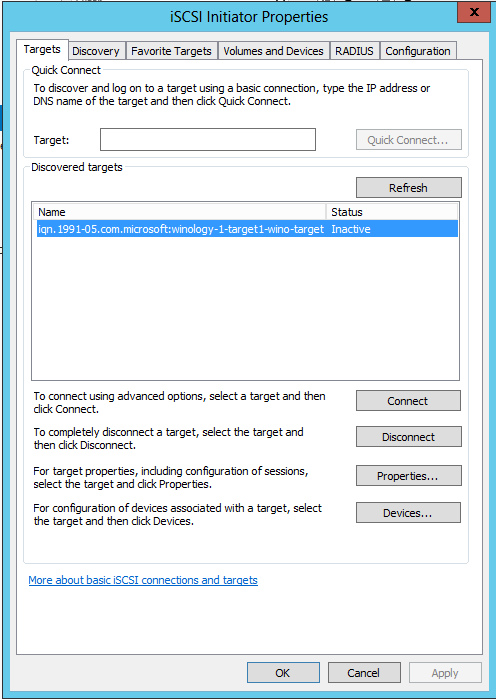 iSCSI Initiator Properties
x
Targets Discovery Favorite Targets Volumes and Devices RADIUS Configuration
Quick Connect
To discover and log on to a target using a basic connection, type the IP address or
DNS name of the target and then click Quick Connect.
Target:
Quick Connect...
Discovered targets
Refresh
Name Status
iqn.1991-05.com.microsoft:winology-1-target1-wino-target Inactive
To connect using advanced options, select a target and then
click Connect.
Connect
To completely disconnect a target, select the target and
then click Disconnect.
Disconnect
For target properties, including configuration of sessions,
select the target and click Properties.
Properties...
For configuration of devices associated with a target, select
the target and then click Devices.
Devices...
More about basic iSCSI connections and targets
OK Cancel Apply